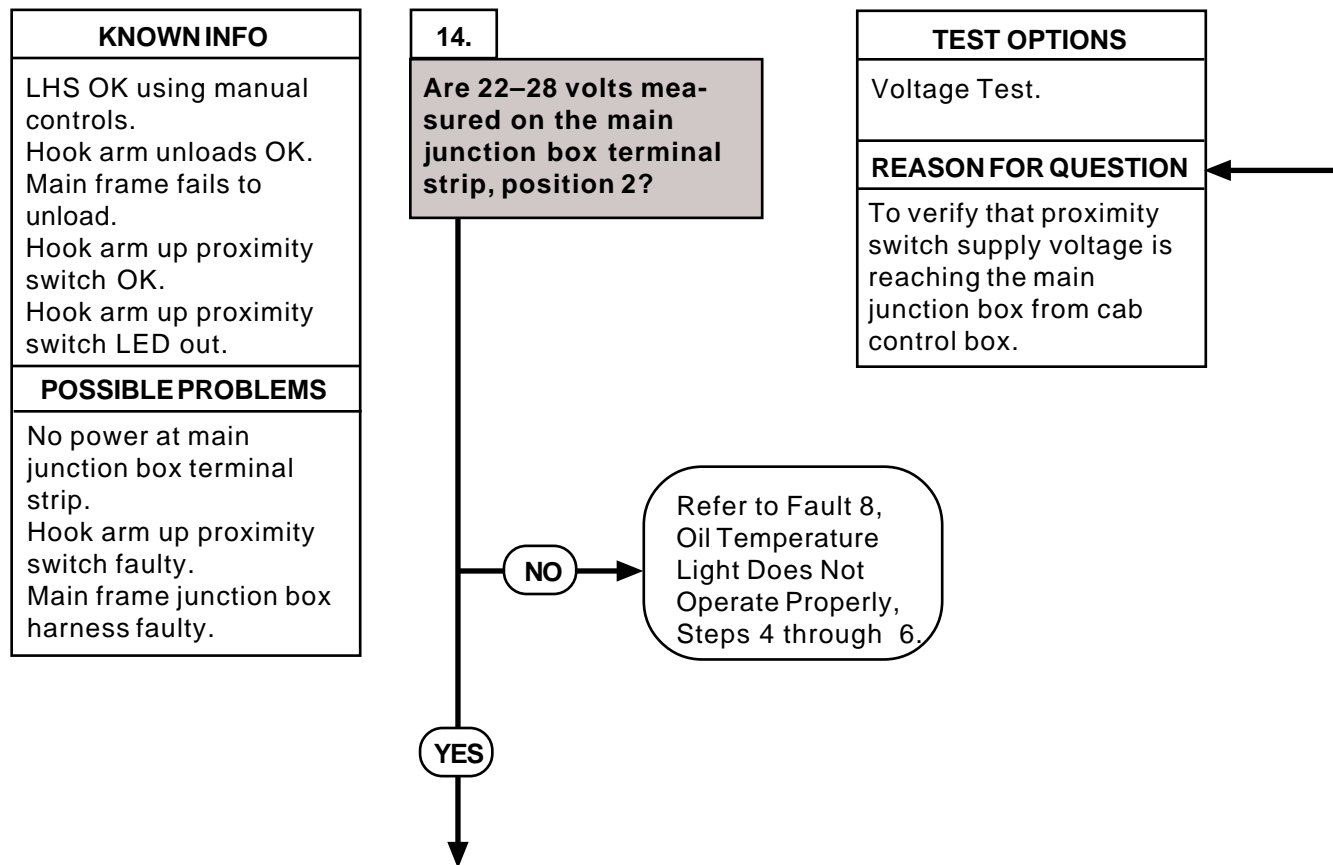 KNOWN INFO
LHS OK using manual
controls.
Hook arm unloads OK.
Main frame fails to
unload.
Hook arm up proximity
switch OK.
Hook arm up proximity
switch LED out.
POSSIBLE PROBLEMS
No power at main
junction box terminal
strip.
Hook arm up proximity
switch faulty.
Main frame junction box
harness faulty.
14.
Are 22–28 volts mea-
sured on the main
junction box terminal
strip, position 2?
TEST OPTIONS
Voltage Test.
REASON FOR QUESTION
To verify that proximity
switch supply voltage is
reaching the main
junction box from cab
control box.
NO
Refer to Fault 8,
Oil Temperature
Light Does Not
Operate Properly,
Steps 4 through 6.
YES